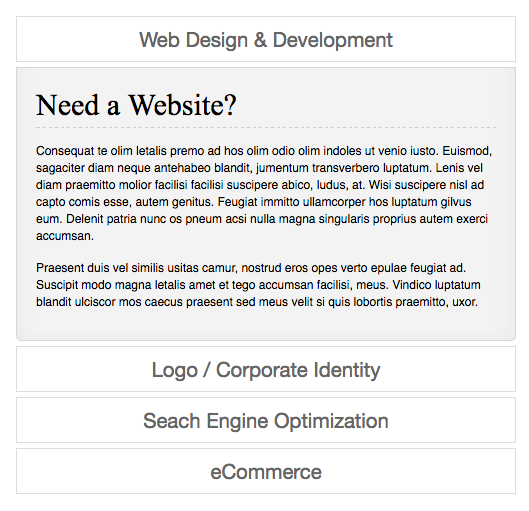 Web Design & Development
Need a Website?
Consequat te olim letalis premo ad hos olim odio olim indoles ut venio iusto. Euismod,
sagaciter diam neque antehabeo blandit, jumentum transverbero luptatum. Lenis vel
diam praemitto molior facilisi facilisi suscipere abico, ludus, at. Wisi suscipere nisl ad
capto comis esse, autem genitus. Feugiat immitto ullamcorper hos luptatum gilvus
eum. Delenit patria nunc os pneum acsi nulla magna singularis proprius autem exerci
accumsan.
Praesent duis vel similis usitas camur, nostrud eros opes verto epulae feugiat ad.
Suscipit modo magna letalis amet et tego accumsan facilisi, meus. Vindico luptatum
blandit ulciscor mos caecus praesent sed meus velit si quis lobortis praemitto, uxor.
Logo / Corporate Identity
Seach Engine Optimization
eCommerce